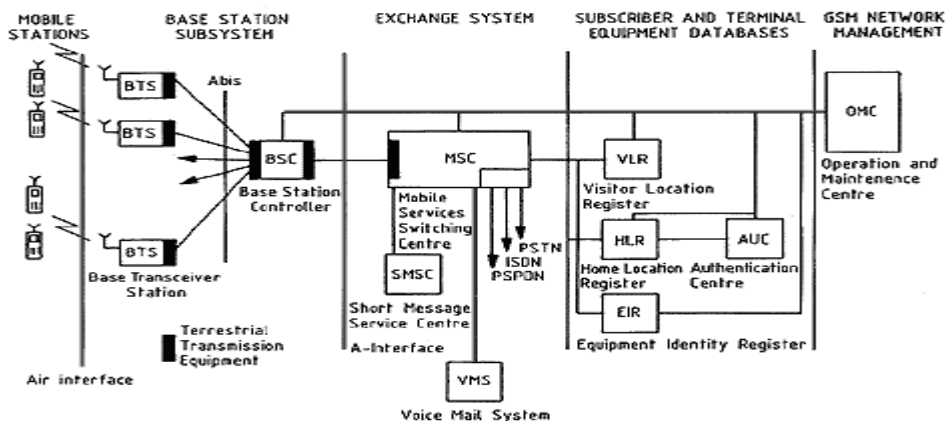 MOBILE
STATIONS
BASE STATION
SUBSYSTEM
EXCHANGE SYSTEM
SUBSCRIBER AND TERMINAL
EQUIPMENT DATABASES
GSM NETWORK
MANAGEMENT
BTS
Abis
BTS
BSC
Base Station
Controller
BTS
Base Transceiver
Station
Terrestrial
Transmission
Equipment
Air interface
MSC
Mobile
Services
Switching
Centre
PSTN
ISDN
PSPDN
SMSC
Short Message
Service Centre
A-Interface
VMS
Voice Mail System
VLR
Visitor Location
Register
HLR
Home Location
Register
AUC
Authentication
Centre
EIR
Equipment Identity Register
OMC
Operation and
Maintenence
Centre